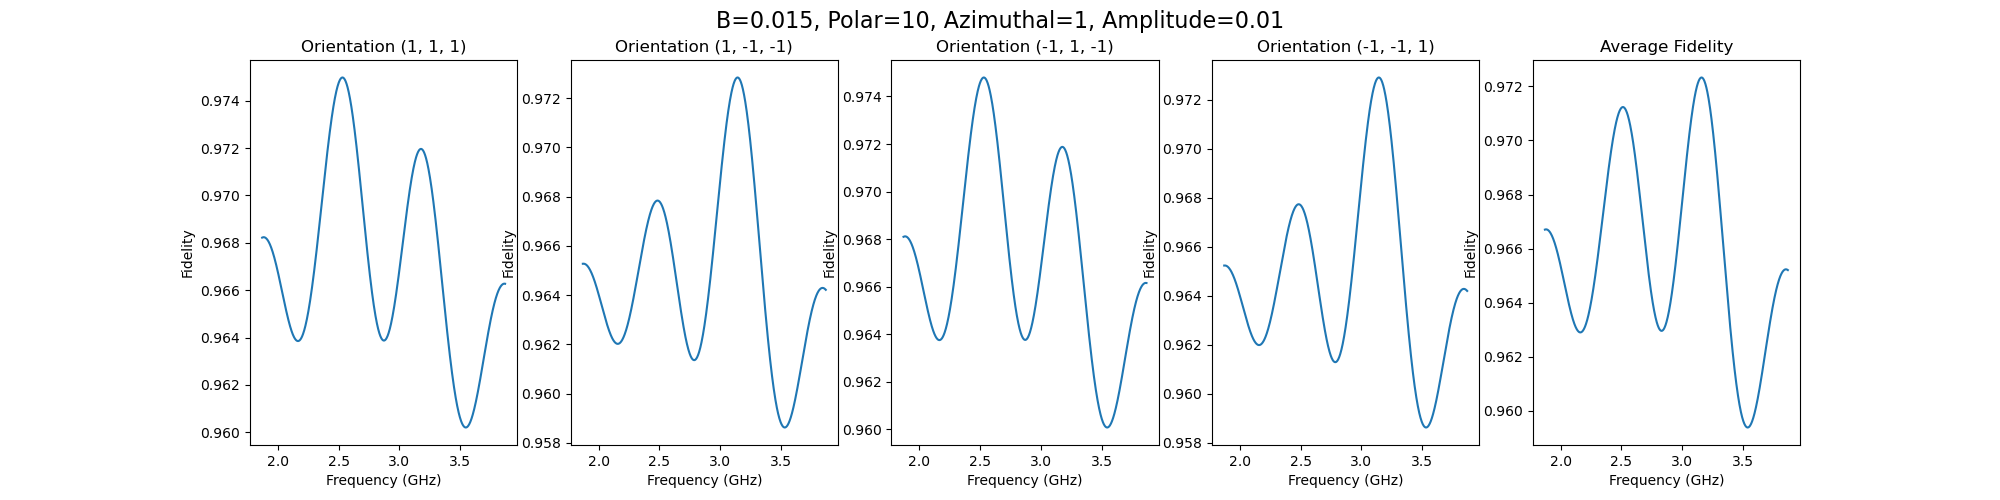 B=0.015, Polar=10, Azimuthal=1, Amplitude=0.01
Orientation (1, 1, 1)
Fidelity
0.974
0.972
0.970
0.968
0.966
0.964
0.962
0.960
2.0 2.5 3.0 3.5
Frequency (GHz)
Orientation (1, -1, -1)
Fidelity
0.972
0.970
0.968
0.966
0.964
0.962
0.960
0.958
2.0 2.5 3.0 3.5
Frequency (GHz)
Orientation (-1, 1, -1)
Fidelity
0.974
0.972
0.970
0.968
0.966
0.964
0.962
0.960
2.0 2.5 3.0 3.5
Frequency (GHz)
Orientation (-1, -1, 1)
Fidelity
0.972
0.970
0.968
0.966
0.964
0.962
0.960
0.958
2.0 2.5 3.0 3.5
Frequency (GHz)
Average Fidelity
Fidelity
0.972
0.970
0.968
0.966
0.964
0.962
0.960
2.0 2.5 3.0 3.5
Frequency (GHz)